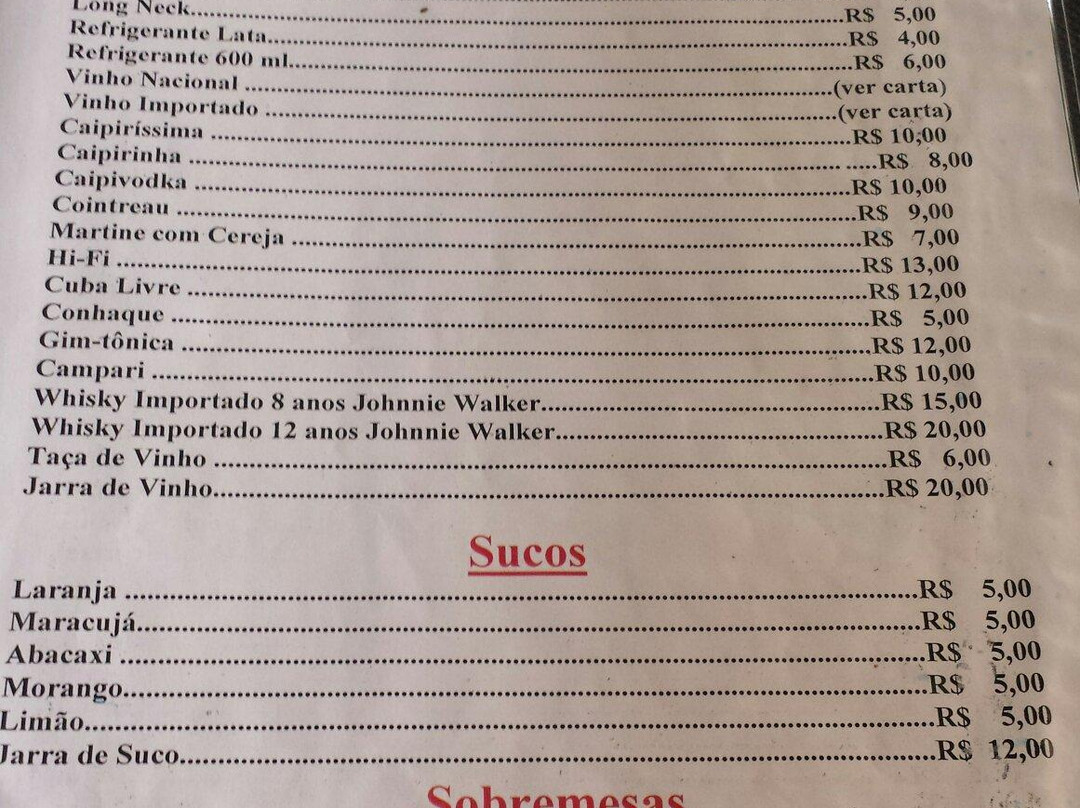 Long Neck..........R$ 5,00
Refrigerante Lata..........R$ 4,00
Refrigerante 600 ml..........R$ 6,00
Vinho Nacional ..........(ver carta)
Vinho Importado ..........(ver carta)
Caipiríssima ..........R$ 10,00
Caipirinha ..........R$ 8,00
Caipivodka ..........R$ 10,00
Cointreau ..........R$ 9,00
Martine com Cereja ..........R$ 7,00
Hi-Fi ..........R$ 13,00
Cuba Livre ..........R$ 12,00
Conhaque ..........R$ 5,00
Gim-tônica ..........R$ 12,00
Campari ..........R$ 10,00
Whisky Importado 8 anos Johnnie Walker..........R$ 15,00
Whisky Importado 12 anos Johnnie Walker..........R$ 20,00
Taça de Vinho ..........R$ 6,00
Jarra de Vinho..........R$ 20,00
Sucos
Laranja ..........R$ 5,00
Maracujá..........R$ 5,00
Abacaxi ..........R$ 5,00
Morango..........R$ 5,00
Limão..........R$ 5,00
Jarra de Suco..........R$ 12,00
Sobremesas